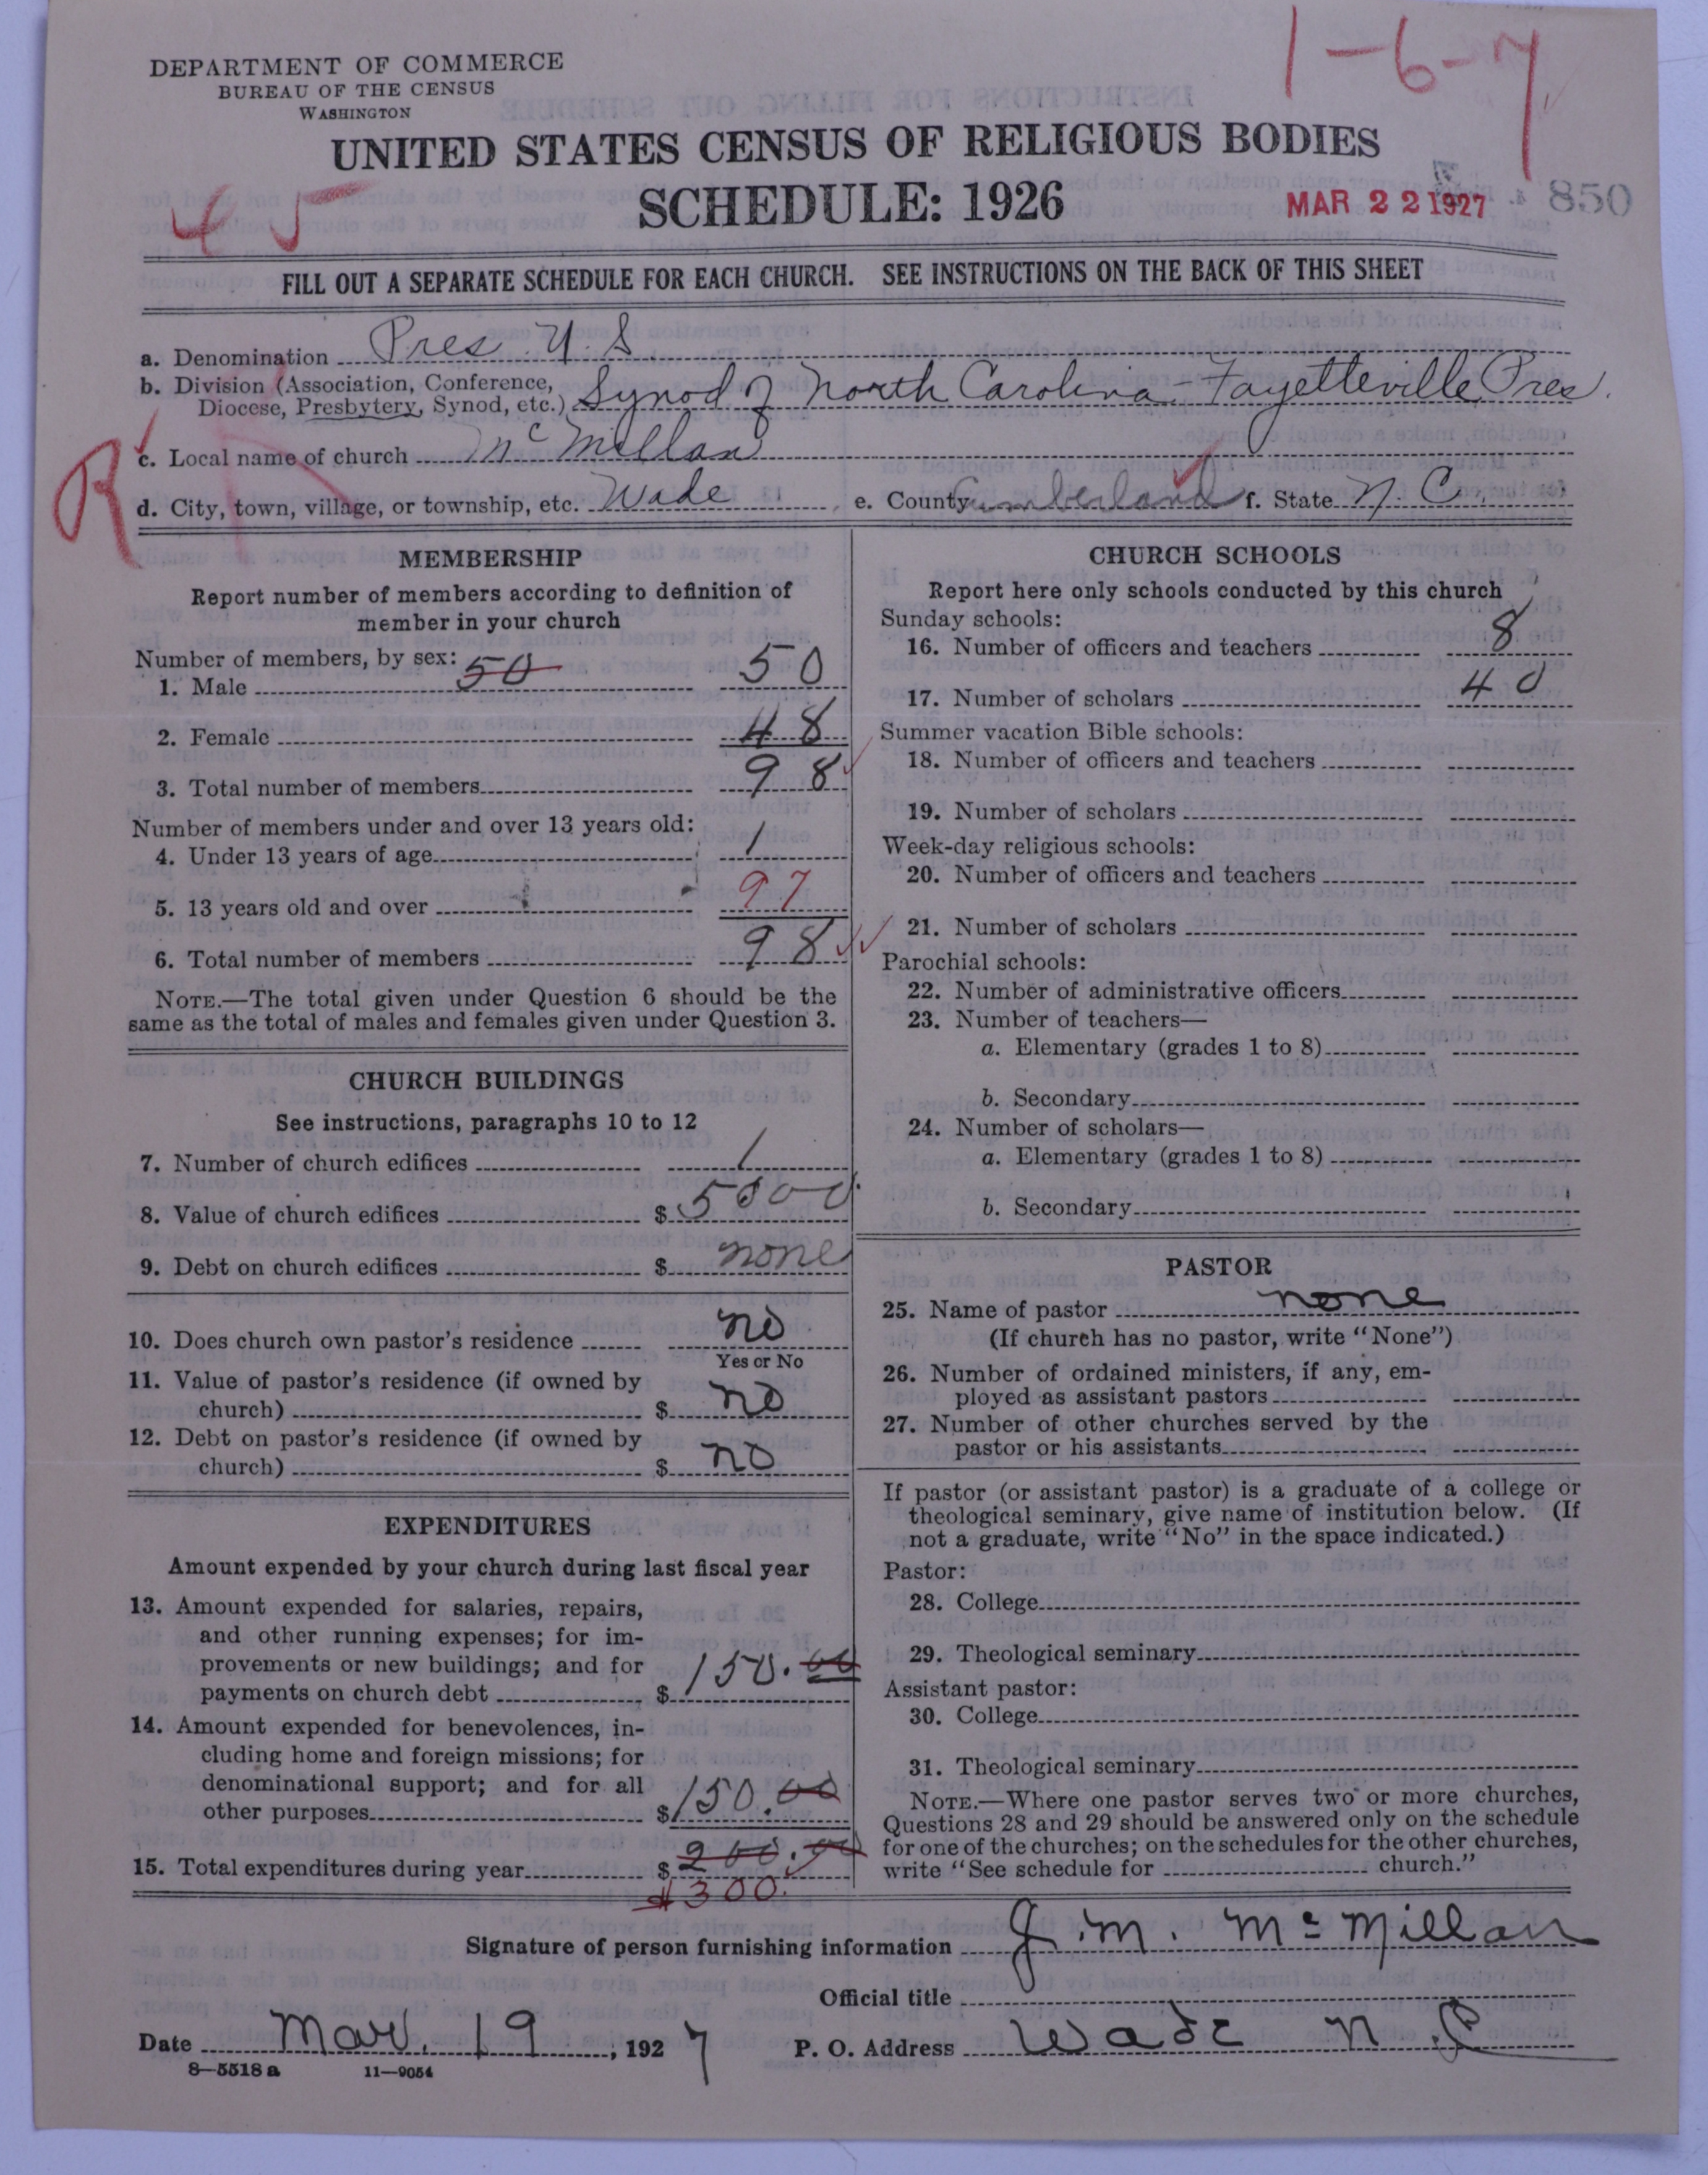 1-6-7
DEPARTMENT OF COMMERCE
BUREAU OF THE CENSUS
WASHINGTON
UNITED STATES CENSUS OF RELIGIOUS BODIES
SCHEDULE: 1926
45
MAR 22 1927
850
FILL OUT A SEPARATE SCHEDULE FOR EACH CHURCH. SEE INSTRUCTIONS ON THE BACK OF THIS SHEET
a. Denomination Pres. U.S
b. Division (Association, Conference, Diocese, Presbytery, Synod, etc.) Synod of North Carolina - Fayetteville Pres.
R
c. Local name of church McMillan
d. City, town, village, or township, etc. Wade e. County Cumberland f. State N. C.
MEMBERSHIP
Report number of members according to definition of
member in your church
Number of members, by sex: 50
1. Male 50
2. Female 48
3. Total number of members 98
Number of members under and over 13 years old:
4. Under 13 years of age 1
5. 13 years old and over 97
6. Total number of members 98
NOTE.—The total given under Question 6 should be the
same as the total of males and females given under Question 3.
CHURCH BUILDINGS
See instructions, paragraphs 10 to 12
7. Number of church edifices 1
8. Value of church edifices $ 5000
9. Debt on church edifices $ none
10. Does church own pastor's residence no
Yes or No
11. Value of pastor's residence (if owned by
church) $ no
12. Debt on pastor's residence (if owned by
church) $ no
EXPENDITURES
Amount expended by your church during last fiscal year
13. Amount expended for salaries, repairs,
and other running expenses; for im-
provements or new buildings; and for
payments on church debt $ 150.00
14. Amount expended for benevolences, in-
cluding home and foreign missions; for
denominational support; and for all
other purposes $ 150.00
15. Total expenditures during year $ 200.00
$300.
CHURCH SCHOOLS
Report here only schools conducted by this church
Sunday schools:
16. Number of officers and teachers 8
17. Number of scholars 40
Summer vacation Bible schools:
18. Number of officers and teachers
19. Number of scholars
Week-day religious schools:
20. Number of officers and teachers
21. Number of scholars
Parochial schools:
22. Number of administrative officers
23. Number of teachers—
a. Elementary (grades 1 to 8)
b. Secondary
24. Number of scholars—
a. Elementary (grades 1 to 8)
b. Secondary
PASTOR
25. Name of pastor none
(If church has no pastor, write "None")
26. Number of ordained ministers, if any, em-
ployed as assistant pastors
27. Number of other churches served by the
pastor or his assistants
If pastor (or assistant pastor) is a graduate of a college or
theological seminary, give name of institution below. (If
not a graduate, write "No" in the space indicated.)
Pastor:
28. College
29. Theological seminary
Assistant pastor:
30. College
31. Theological seminary
NOTE.—Where one pastor serves two or more churches,
Questions 28 and 29 should be answered only on the schedule
for one of the churches; on the schedules for the other churches,
write "See schedule for church."
Signature of person furnishing information J. M. McMillan
Official title
Date Mar. 19, 1927 P. O. Address Wade N. C
8—5518 a 11—9054